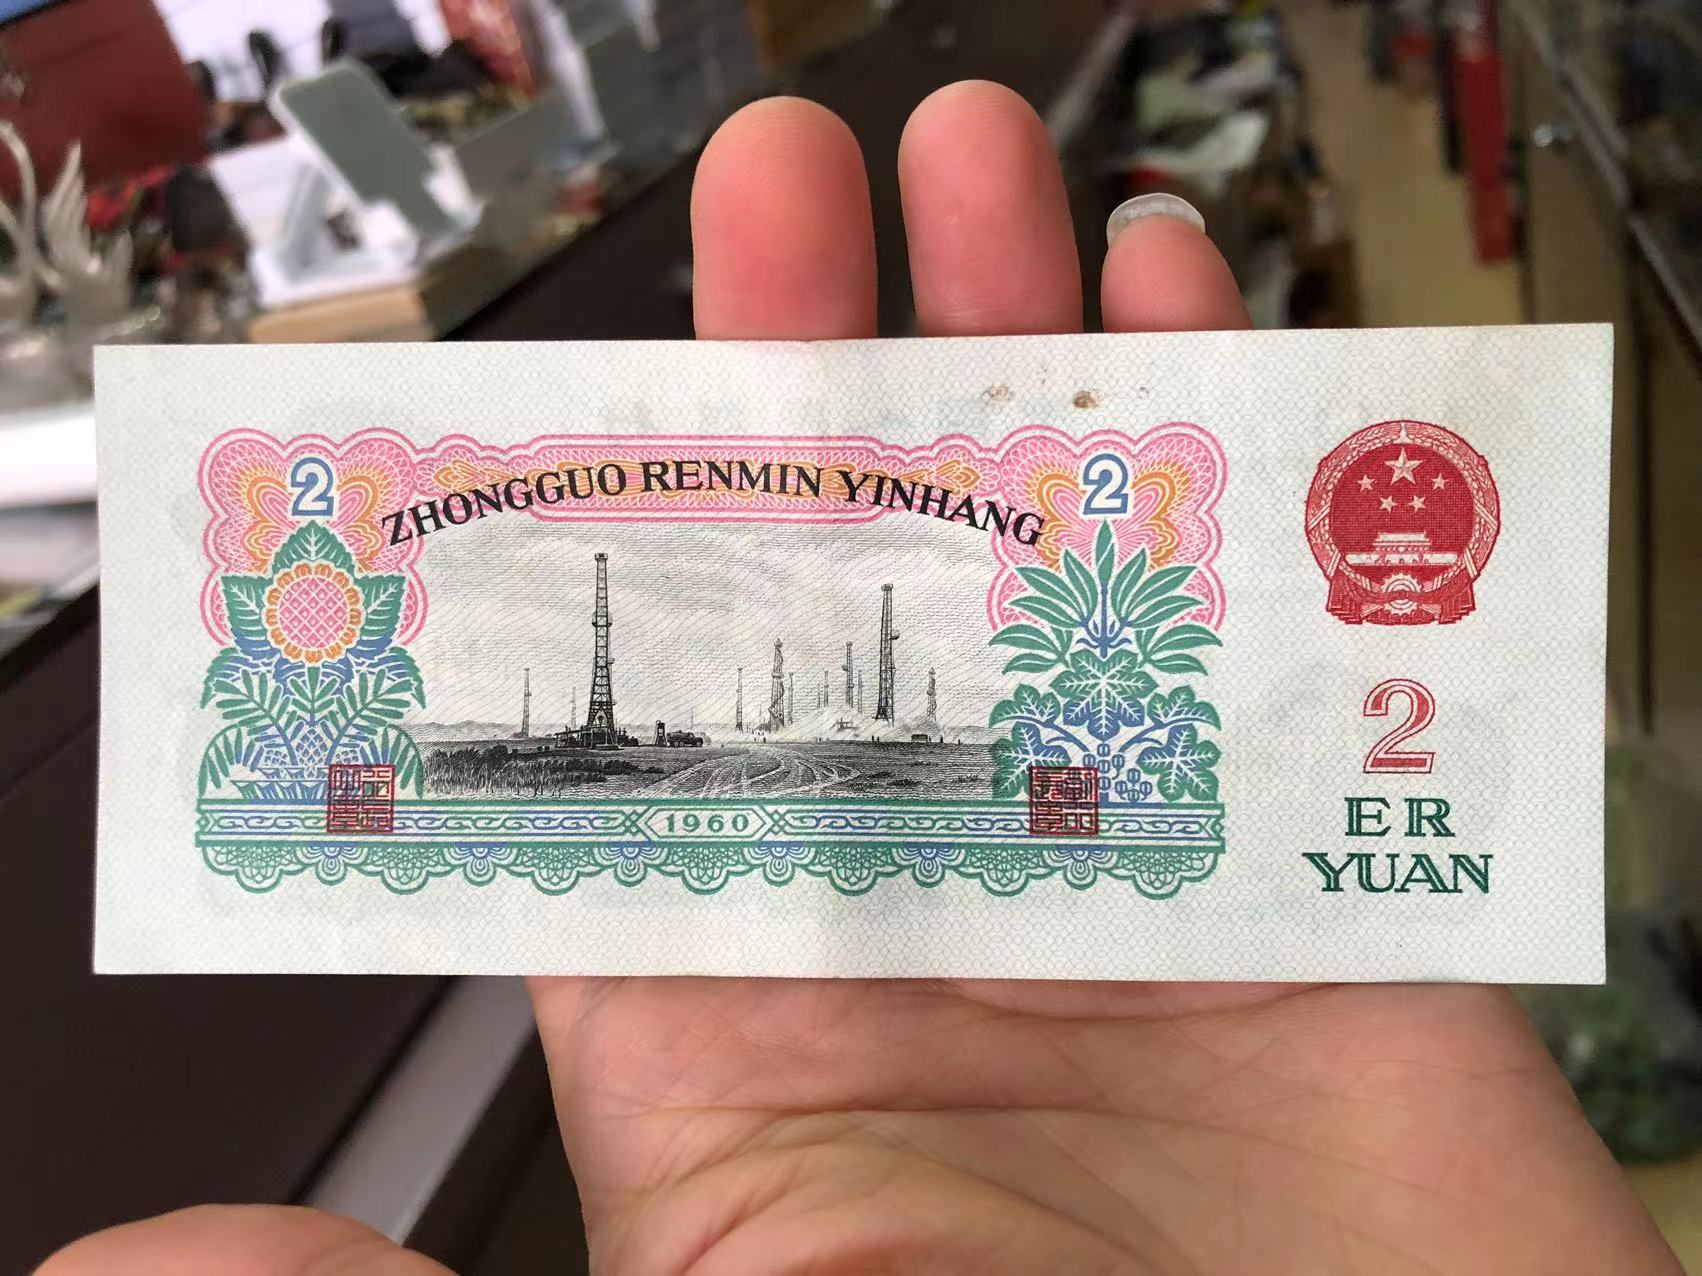 2 ZHONGGUO RENMIN YINHANG 2
1960
2
ER
YUAN